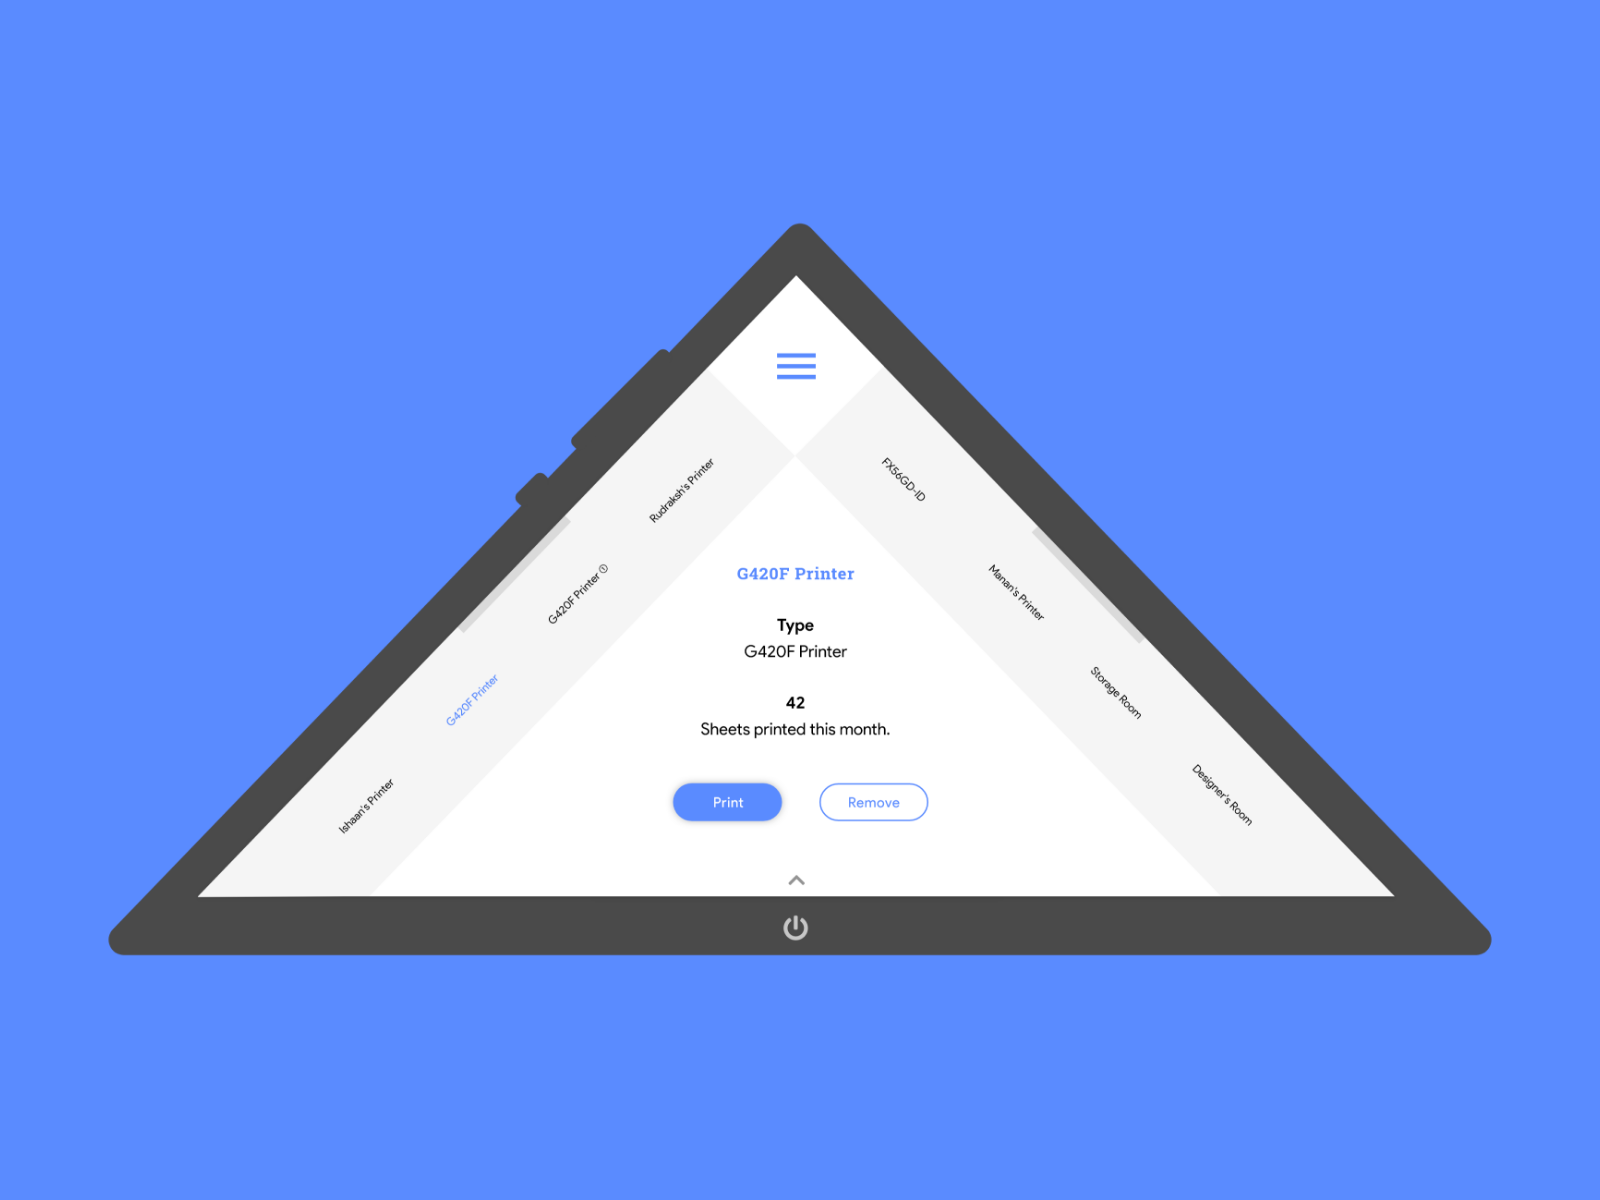 Rudraksh's Printer
G420F Printer
G420F Printer
Ishaan's Printer
FX56GD-ID
Manan's Printer
Storage Room
Designer's Room
G420F Printer
Type
G420F Printer
42
Sheets printed this month.
Print
Remove